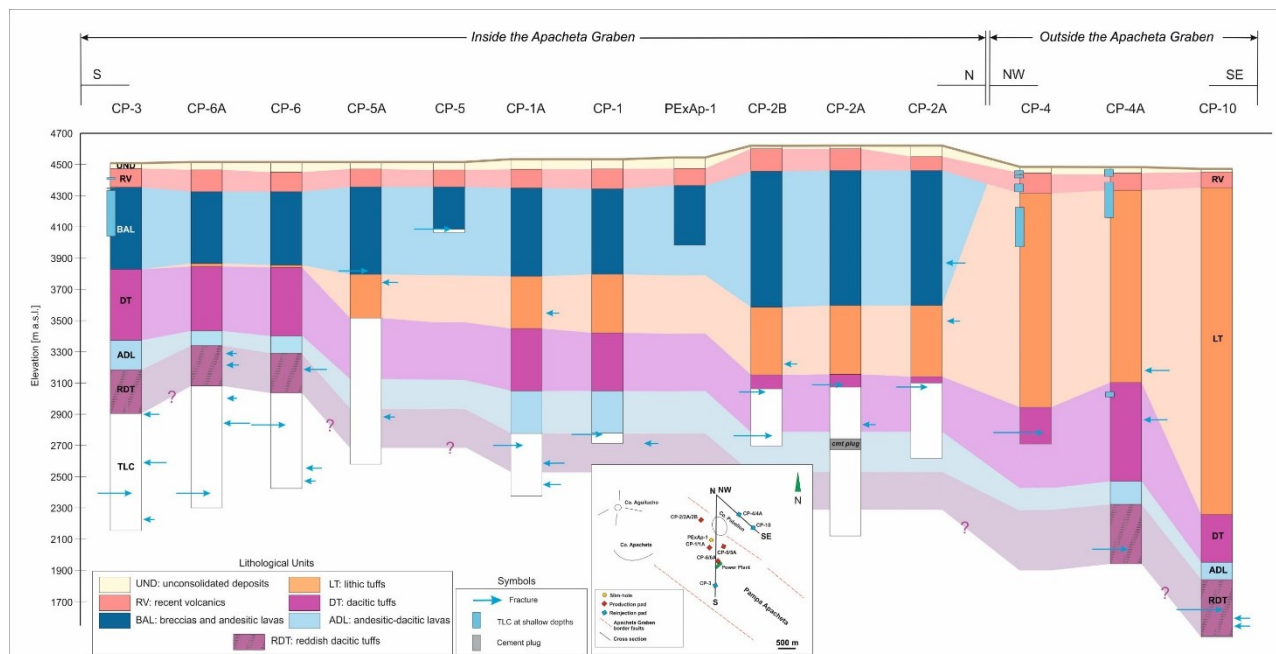 Inside the Apacheta Graben
Outside the Apacheta Graben
S
N
NW
SE
CP-3
CP-6A
CP-6
CP-5A
CP-5
CP-1A
CP-1
PExAp-1
CP-2B
CP-2A
CP-2A
CP-4
CP-4A
CP-10
Elevation [m a.s.l.]
4700
4500
4300
4100
3900
3700
3500
3300
3100
2900
2700
2500
2300
2100
1900
1700
UND
RV
BAL
DT
ADL
RDT
TLC
?
?
?
?
?
cmt plug
RV
LT
DT
ADL
RDT
Lithological Units
UND: unconsolidated deposits
LT: lithic tuffs
RV: recent volcanics
DT: dacitic tuffs
BAL: breccias and andesitic lavas
ADL: andesitic-dacitic lavas
RDT: reddish dacitic tuffs
Symbols
Fracture
TLC at shallow depths
Cement plug
N NW
N
Co. Aguilucho
CP-4/4A
CP-2/2A/2B
Co. Pabellon
CP-10
SE
PExAp-1
CP-1/1A
Co. Apacheta
CP-6/6A
Power Plant
CP-3
Pampa Apacheta
S
Slim-hole
Production pad
Reinjection pad
Apacheta Graben
border faults
Cross section
500 m